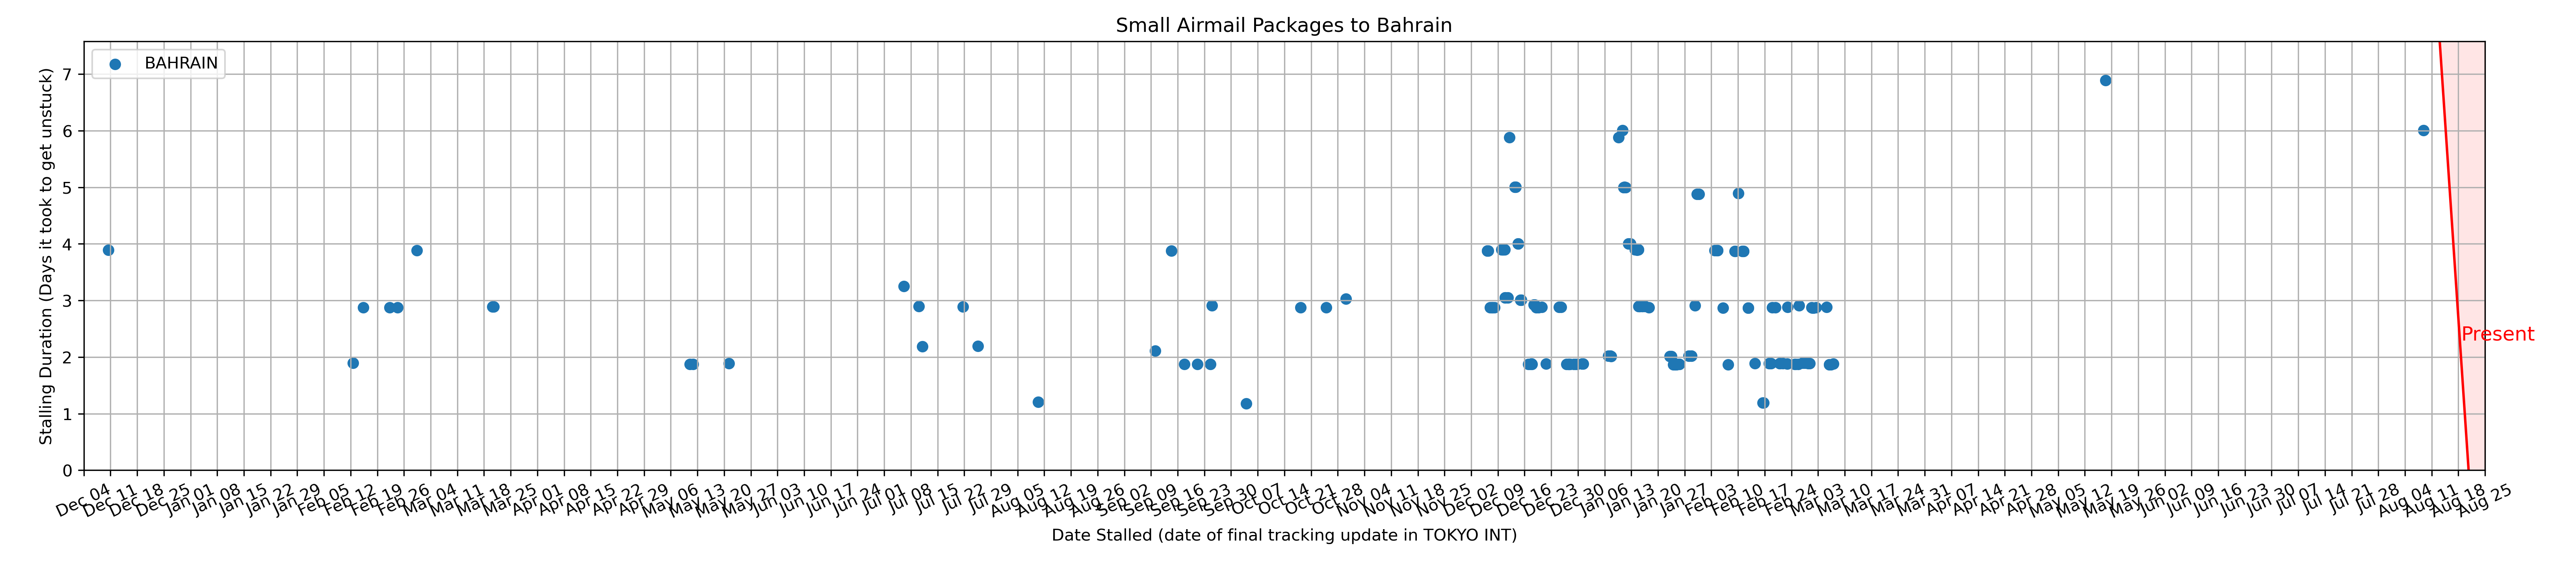 Small Airmail Packages to Bahrain
BAHRAIN
Stalling Duration (Days it took to get unstuck)
7
6
5
4
3
2
1
0
Present
Dec 04
Dec 11
Dec 18
Dec 25
Jan 01
Jan 08
Jan 15
Jan 22
Jan 29
Feb 05
Feb 12
Feb 19
Feb 26
Mar 04
Mar 11
Mar 18
Mar 25
Apr 01
Apr 08
Apr 15
Apr 22
Apr 29
May 06
May 13
May 20
May 27
Jun 03
Jun 10
Jun 17
Jun 24
Jul 01
Jul 08
Jul 15
Jul 22
Jul 29
Aug 05
Aug 12
Aug 19
Aug 26
Sep 02
Sep 09
Sep 16
Sep 23
Sep 30
Oct 07
Oct 14
Oct 21
Oct 28
Nov 04
Nov 11
Nov 18
Nov 25
Dec 02
Dec 09
Dec 16
Dec 23
Dec 30
Jan 06
Jan 13
Jan 20
Jan 27
Feb 03
Feb 10
Feb 17
Feb 24
Mar 03
Mar 10
Mar 17
Mar 24
Mar 31
Apr 07
Apr 14
Apr 21
Apr 28
May 05
May 12
May 19
May 26
Jun 02
Jun 09
Jun 16
Jun 23
Jun 30
Jul 07
Jul 14
Jul 21
Jul 28
Aug 04
Aug 11
Aug 18
Aug 25
Date Stalled (date of final tracking update in TOKYO INT)